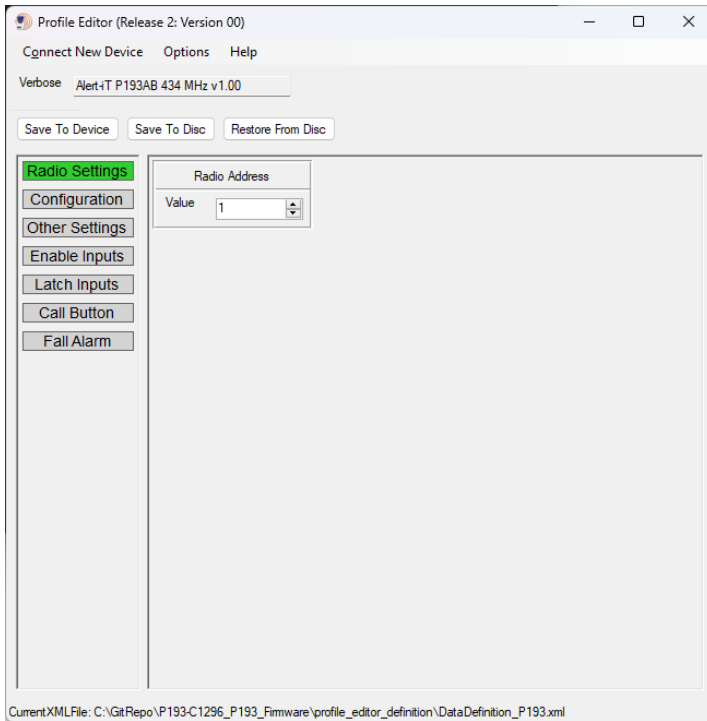 Profile Editor (Release 2: Version 00)
Connect New Device Options Help
Verbose Alert-iT P193AB 434 MHz v1.00
Save To Device Save To Disc Restore From Disc
Radio Settings
Configuration
Other Settings
Enable Inputs
Latch Inputs
Call Button
Fall Alarm
Radio Address
Value 1
CurrentXMLFile: C:\GitRepo\P193-C1296_P193_Firmware\profile_editor_definition\DataDefinition_P193.xml